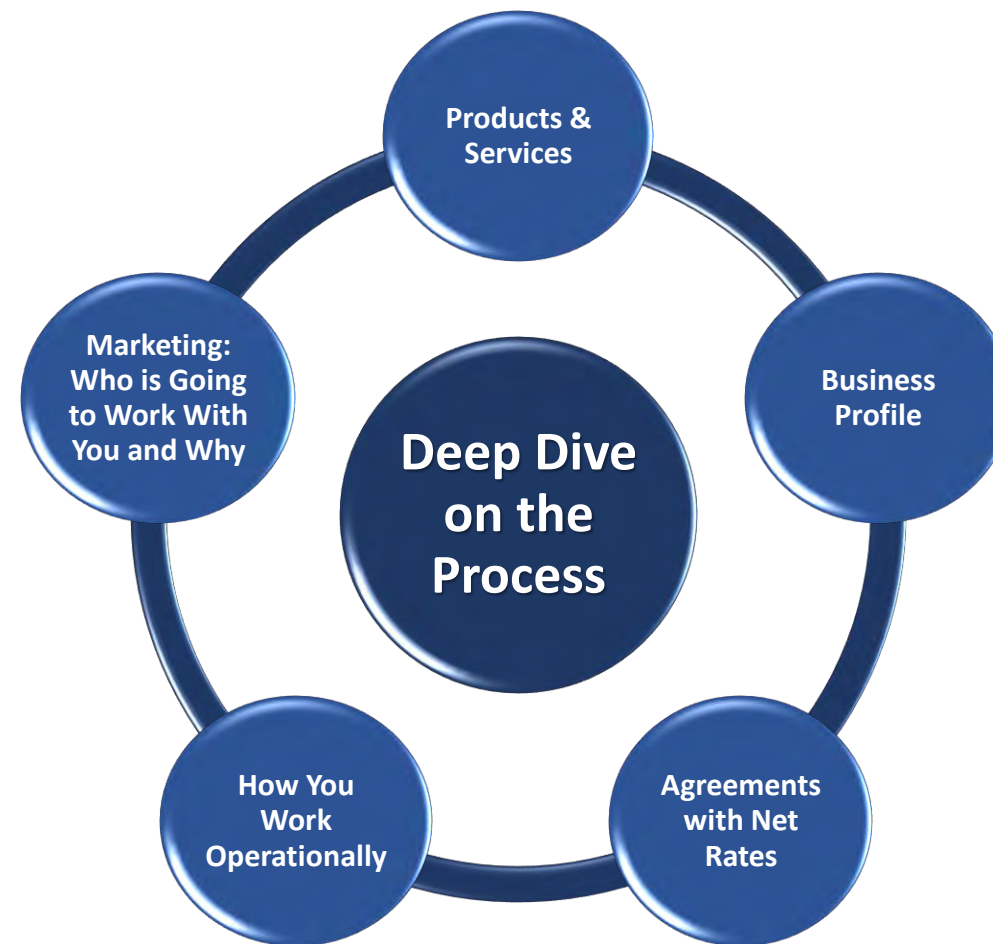 Products &
Services
Business
Profile
Agreements
with Net
Rates
How You
Work
Operationally
Marketing:
Who is Going
to Work With
You and Why
Deep Dive
on the
Process